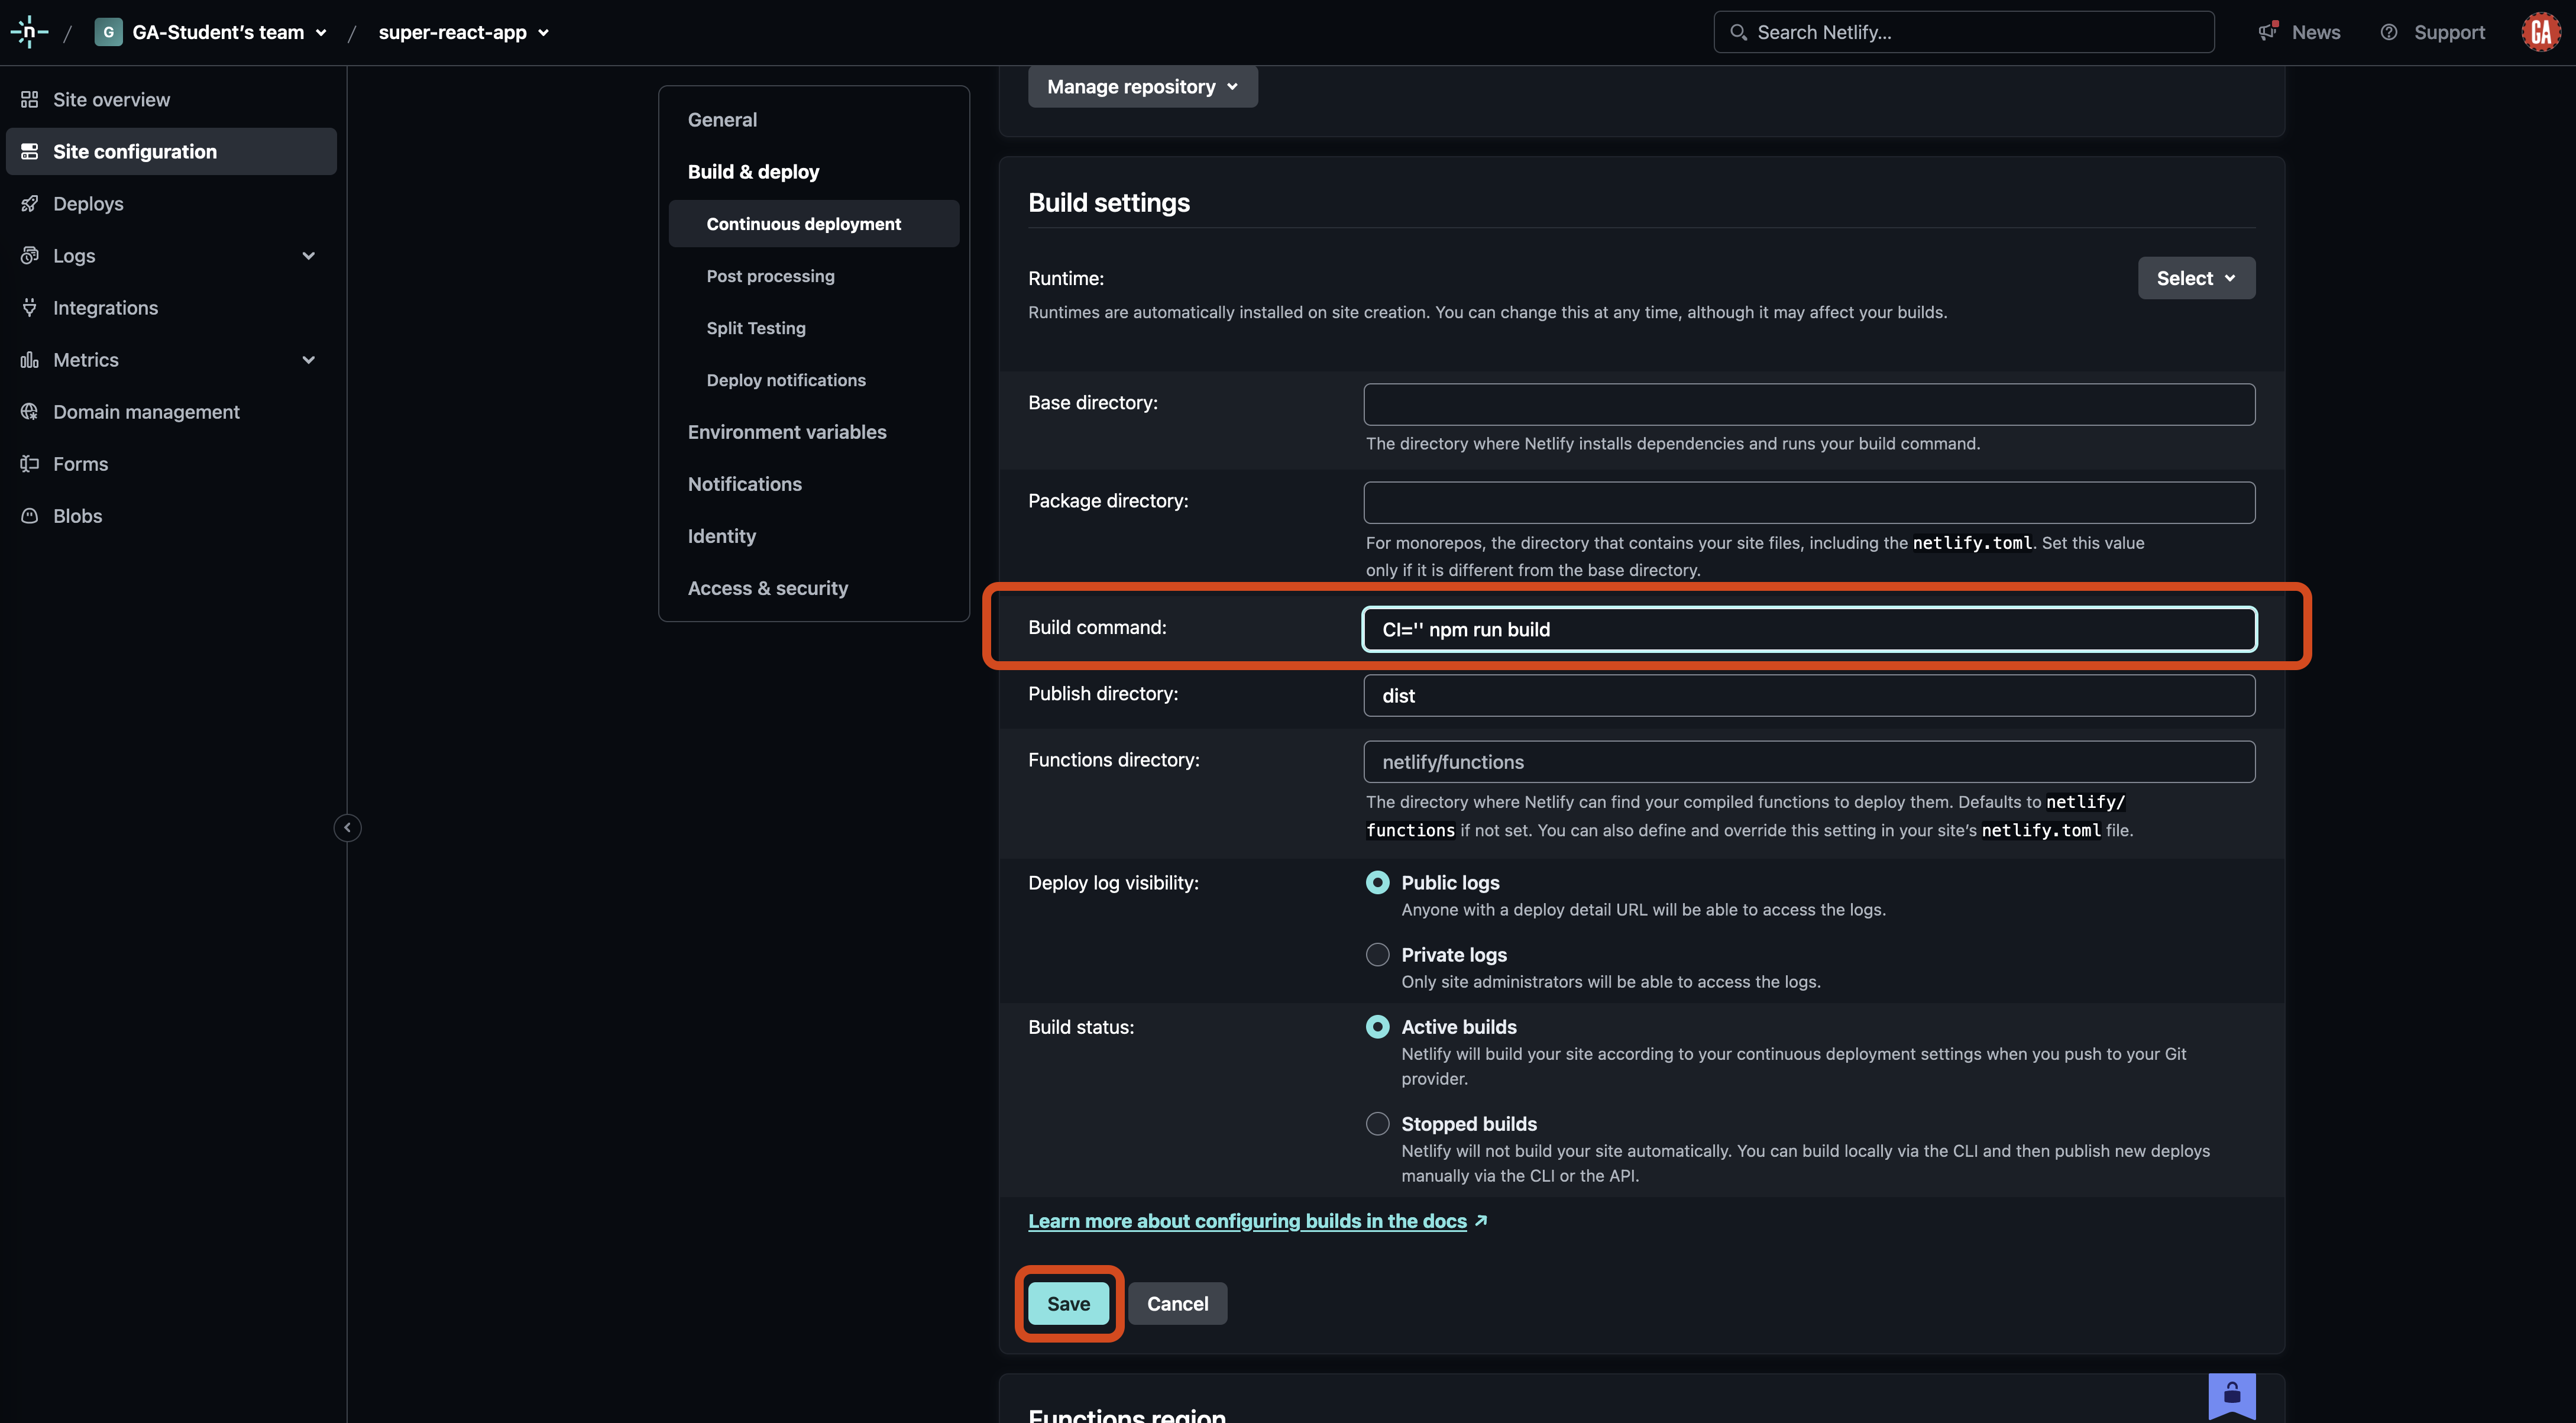 n / G GA-Student’s team / super-react-app
Search Netlify...
News
Support
GA
Site overview
Site configuration
Deploys
Logs
Integrations
Metrics
Domain management
Forms
Blobs
General
Build & deploy
Continuous deployment
Post processing
Split Testing
Deploy notifications
Environment variables
Notifications
Identity
Access & security
Manage repository
Build settings
Runtime:
Select
Runtimes are automatically installed on site creation. You can change this at any time, although it may affect your builds.
Base directory:
The directory where Netlify installs dependencies and runs your build command.
Package directory:
For monorepos, the directory that contains your site files, including the netlify.toml. Set this value
only if it is different from the base directory.
Build command:
CI='' npm run build
Publish directory:
dist
Functions directory:
netlify/functions
The directory where Netlify can find your compiled functions to deploy them. Defaults to netlify/
functions if not set. You can also define and override this setting in your site’s netlify.toml file.
Deploy log visibility:
Public logs
Anyone with a deploy detail URL will be able to access the logs.
Private logs
Only site administrators will be able to access the logs.
Build status:
Active builds
Netlify will build your site according to your continuous deployment settings when you push to your Git
provider.
Stopped builds
Netlify will not build your site automatically. You can build locally via the CLI and then publish new deploys
manually via the CLI or the API.
Learn more about configuring builds in the docs
Save
Cancel
Functions region